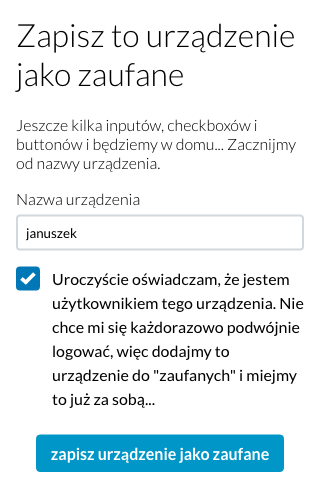 Zapisz to urządzenie
jako zaufane
Jeszcze kilka inputów, checkboxów i
buttonów i będziemy w domu... Zacznijmy
od nazwy urządzenia.
Nazwa urządzenia
januszek
Uroczyście oświadczam, że jestem
użytkownikiem tego urządzenia. Nie
chce mi się każdorazowo podwójnie
logować, więc dodajmy to
urządzenie do "zaufanych" i miejmy
to już za sobą...
zapisz urządzenie jako zaufane